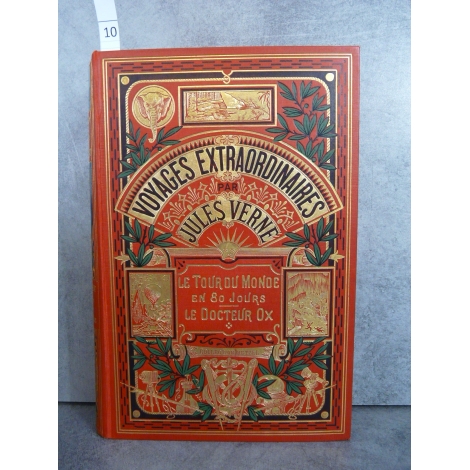 10
VOYAGES EXTRAORDINAIRES
PAR
JULES VERNE
LE TOUR DU MONDE
EN 80 JOURS
LE DOCTEUR OX